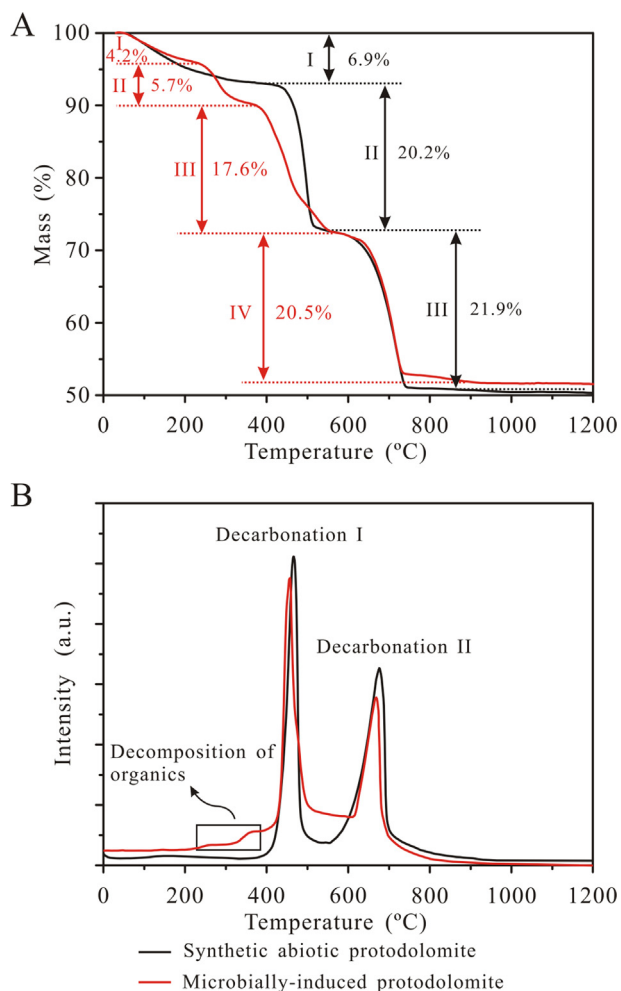 A
100
90
80
70
60
50
Mass (%)
I
4.2%
II
5.7%
III
17.6%
IV
20.5%
I
6.9%
II
20.2%
III
21.9%
0
200
400
600
800
1000
1200
Temperature (ºC)
B
Intensity (a.u.)
Decarbonation I
Decarbonation II
Decomposition of
organics
0
200
400
600
800
1000
1200
Temperature (ºC)
Synthetic abiotic protodolomite
Microbially-induced protodolomite